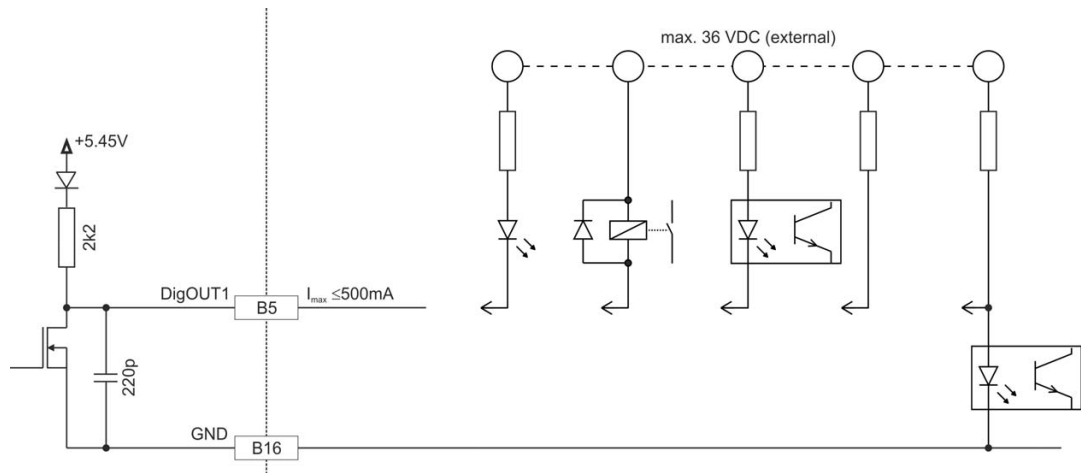 max. 36 VDC (external)
+5.45V
2k2
DigOUT1
B5
Imax ≤500mA
220p
GND
B16